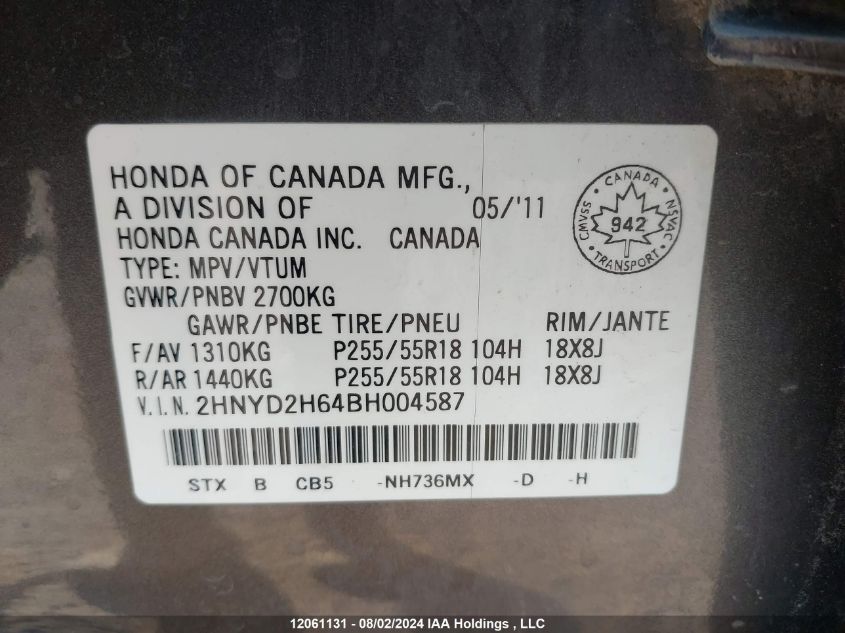 HONDA OF CANADA MFG.,
A DIVISION OF 05/'11
HONDA CANADA INC. CANADA
TYPE: MPV/VTUM
GVWR/PNBV 2700KG
GAWR/PNBE TIRE/PNEU RIM/JANTE
F/AV 1310KG P255/55R18 104H 18X8J
R/AR 1440KG P255/55R18 104H 18X8J
V.I.N. 2HNYD2H64BH004587
STX B CB5 -NH736MX -D -H
CANADA
CMVSS 942 NSVAC
TRANSPORT
12061131 - 08/02/2024 IAA Holdings , LLC